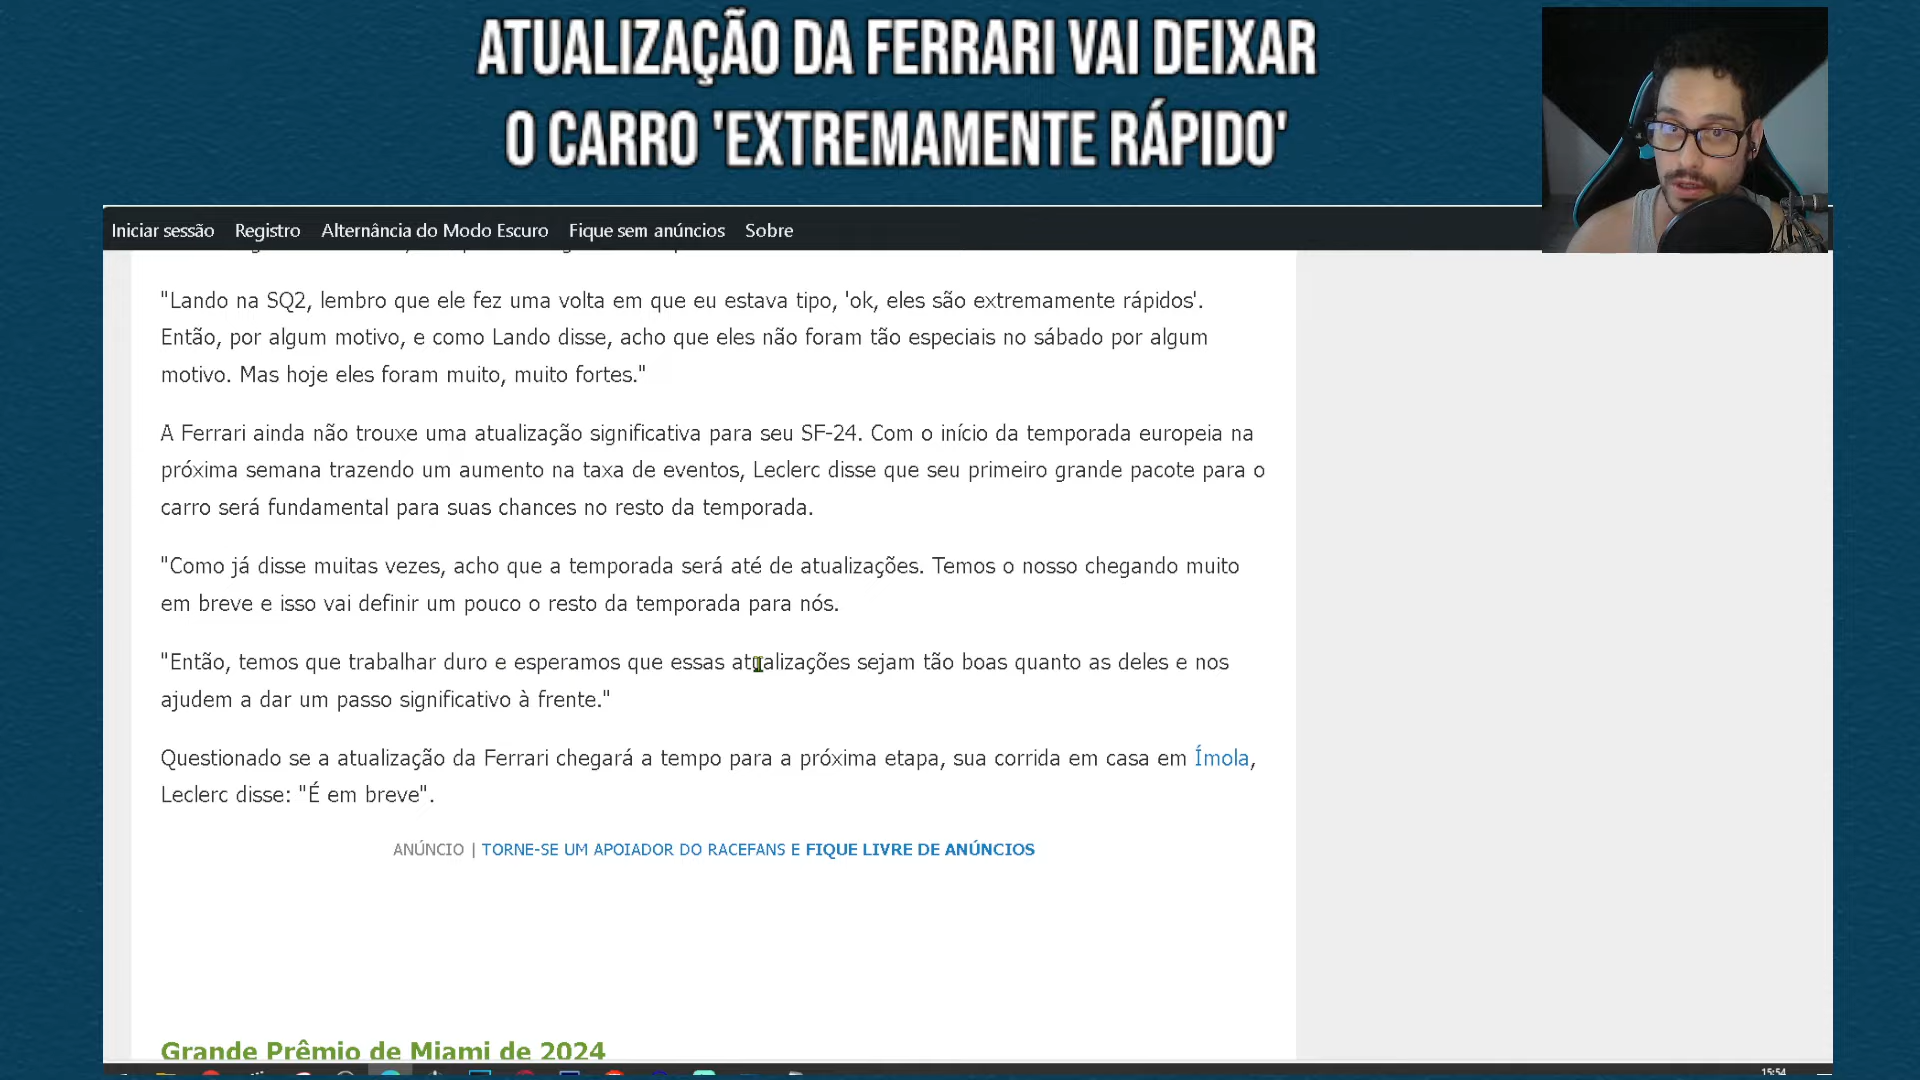 ATUALIZAÇÃO DA FERRARI VAI DEIXAR
O CARRO 'EXTREMAMENTE RÁPIDO'
Iniciar sessão Registro Alternância do Modo Escuro Fique sem anúncios Sobre
"Lando na SQ2, lembro que ele fez uma volta em que eu estava tipo, 'ok, eles são extremamente rápidos'.
Então, por algum motivo, e como Lando disse, acho que eles não foram tão especiais no sábado por algum
motivo. Mas hoje eles foram muito, muito fortes."
A Ferrari ainda não trouxe uma atualização significativa para seu SF-24. Com o início da temporada europeia na
próxima semana trazendo um aumento na taxa de eventos, Leclerc disse que seu primeiro grande pacote para o
carro será fundamental para suas chances no resto da temporada.
"Como já disse muitas vezes, acho que a temporada será até de atualizações. Temos o nosso chegando muito
em breve e isso vai definir um pouco o resto da temporada para nós.
"Então, temos que trabalhar duro e esperamos que essas atualizações sejam tão boas quanto as deles e nos
ajudem a dar um passo significativo à frente."
Questionado se a atualização da Ferrari chegará a tempo para a próxima etapa, sua corrida em casa em Ímola,
Leclerc disse: "É em breve".
ANÚNCIO | TORNE-SE UM APOIADOR DO RACEFANS E FIQUE LIVRE DE ANÚNCIOS
Grande Prêmio de Miami de 2024
15:54